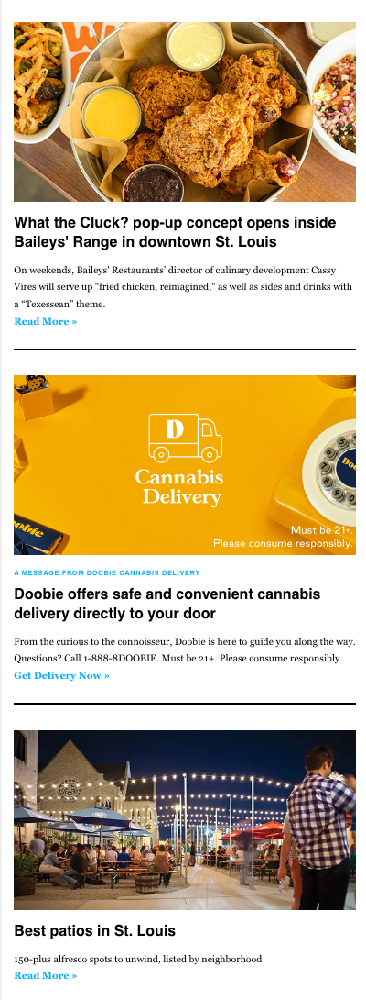 What the Cluck? pop-up concept opens inside
Baileys' Range in downtown St. Louis
On weekends, Baileys' Restaurants' director of culinary development Cassy
Vires will serve up "fried chicken, reimagined," as well as sides and drinks with
a “Texessean” theme.
Read More »
D
Cannabis
Delivery
Must be 21+.
Please consume responsibly.
A MESSAGE FROM DOOBIE CANNABIS DELIVERY
Doobie offers safe and convenient cannabis
delivery directly to your door
From the curious to the connoisseur, Doobie is here to guide you along the way.
Questions? Call 1-888-8DOOBIE. Must be 21+. Please consume responsibly.
Get Delivery Now »
Best patios in St. Louis
150-plus alfresco spots to unwind, listed by neighborhood
Read More »